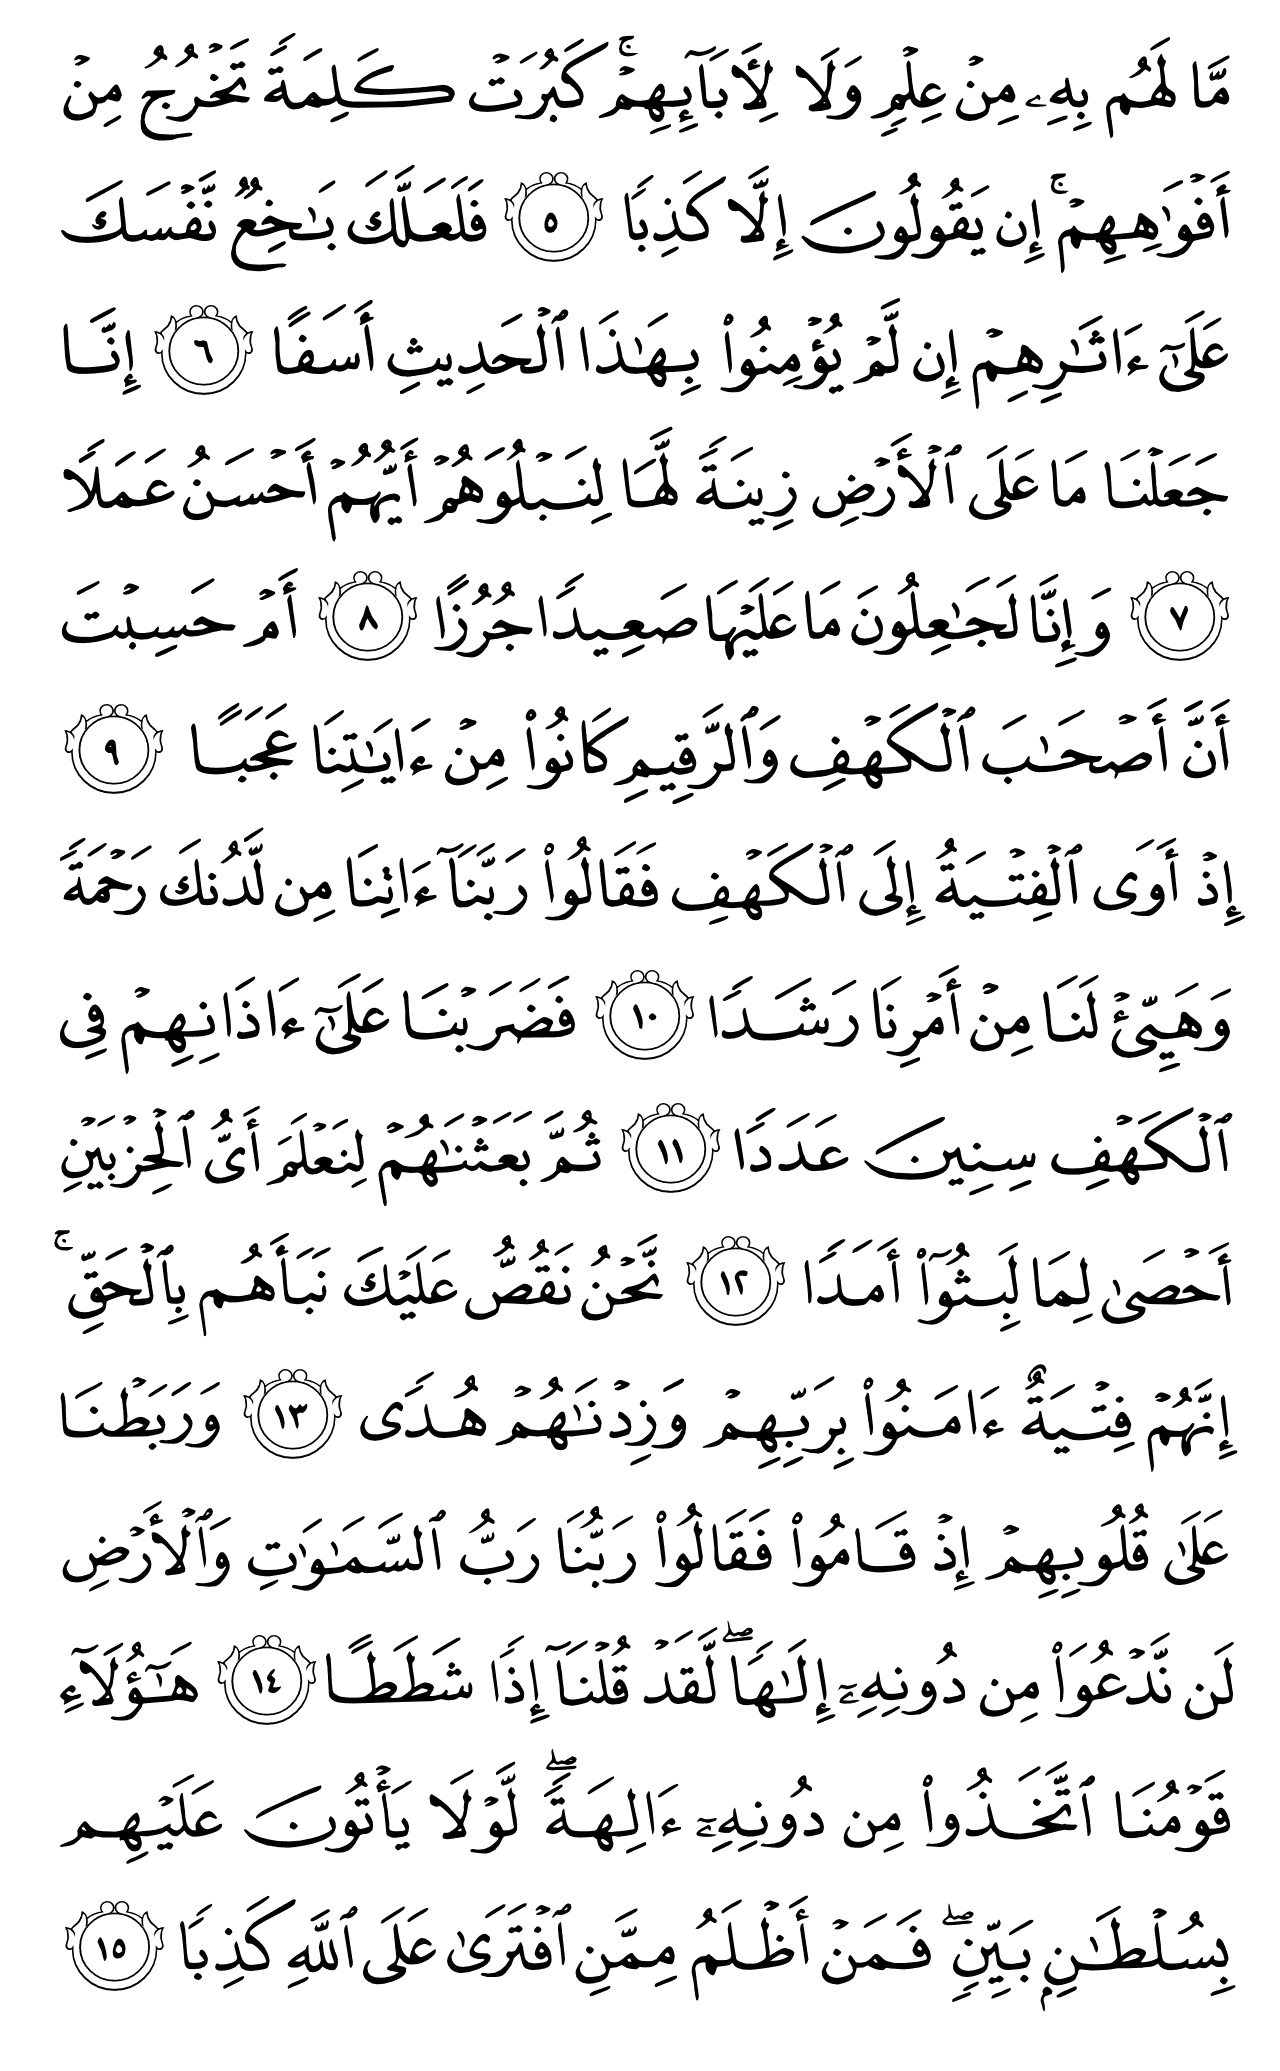 مَّا لَهُم بِهِۦ مِنۡ عِلۡمٖ وَلَا لِأٓبَآئِهِمۡۚ كَبُرَتۡ كَلِمَةٗ تَخۡرُجُ مِنۡ
أَفۡوَٰهِهِمۡۚ إِن يَقُولُونَ إِلَّا كَذِبٗا ٥ فَلَعَلَّكَ بَٰخِعٞ نَّفۡسَكَ
عَلَىٰٓ ءَاثَٰرِهِمۡ إِن لَّمۡ يُؤۡمِنُواْ بِهَٰذَا ٱلۡحَدِيثِ أَسَفًا ٦ إِنَّا
جَعَلۡنَا مَا عَلَى ٱلۡأَرۡضِ زِينَةٗ لَّهَا لِنَبۡلُوَهُمۡ أَيُّهُمۡ أَحۡسَنُ عَمَلٗا
٧ وَإِنَّا لَجَٰعِلُونَ مَا عَلَيۡهَا صَعِيدٗا جُرُزًا ٨ أَمۡ حَسِبۡتَ
أَنَّ أَصۡحَٰبَ ٱلۡكَهۡفِ وَٱلرَّقِيمِ كَانُواْ مِنۡ ءَايَٰتِنَا عَجَبًا ٩
إِذۡ أَوَى ٱلۡفِتۡيَةُ إِلَى ٱلۡكَهۡفِ فَقَالُواْ رَبَّنَآ ءَاتِنَا مِن لَّدُنكَ رَحۡمَةٗ
وَهَيِّئۡ لَنَا مِنۡ أَمۡرِنَا رَشَدٗا ١٠ فَضَرَبۡنَا عَلَىٰٓ ءَاذَانِهِمۡ فِي
ٱلۡكَهۡفِ سِنِينَ عَدَدٗا ١١ ثُمَّ بَعَثۡنَٰهُمۡ لِنَعۡلَمَ أَيُّ ٱلۡحِزۡبَيۡنِ
أَحۡصَىٰ لِمَا لَبِثُوٓاْ أَمَدٗا ١٢ نَّحۡنُ نَقُصُّ عَلَيۡكَ نَبَأَهُم بِٱلۡحَقِّۚ
إِنَّهُمۡ فِتۡيَةٌ ءَامَنُواْ بِرَبِّهِمۡ وَزِدۡنَٰهُمۡ هُدٗى ١٣ وَرَبَطۡنَا
عَلَىٰ قُلُوبِهِمۡ إِذۡ قَامُواْ فَقَالُواْ رَبُّنَا رَبُّ ٱلسَّمَٰوَٰتِ وَٱلۡأَرۡضِ
لَن نَّدۡعُوَاْ مِن دُونِهِۦٓ إِلَٰهٗاۖ لَّقَدۡ قُلۡنَآ إِذٗا شَطَطًا ١٤ هَٰٓؤُلَآءِ
قَوۡمُنَا ٱتَّخَذُواْ مِن دُونِهِۦٓ ءَالِهَةٗۖ لَّوۡلَا يَأۡتُونَ عَلَيۡهِم
بِسُلۡطَٰنِۭ بَيِّنٖۖ فَمَنۡ أَظۡلَمُ مِمَّنِ ٱفۡتَرَىٰ عَلَى ٱللَّهِ كَذِبٗا ١٥